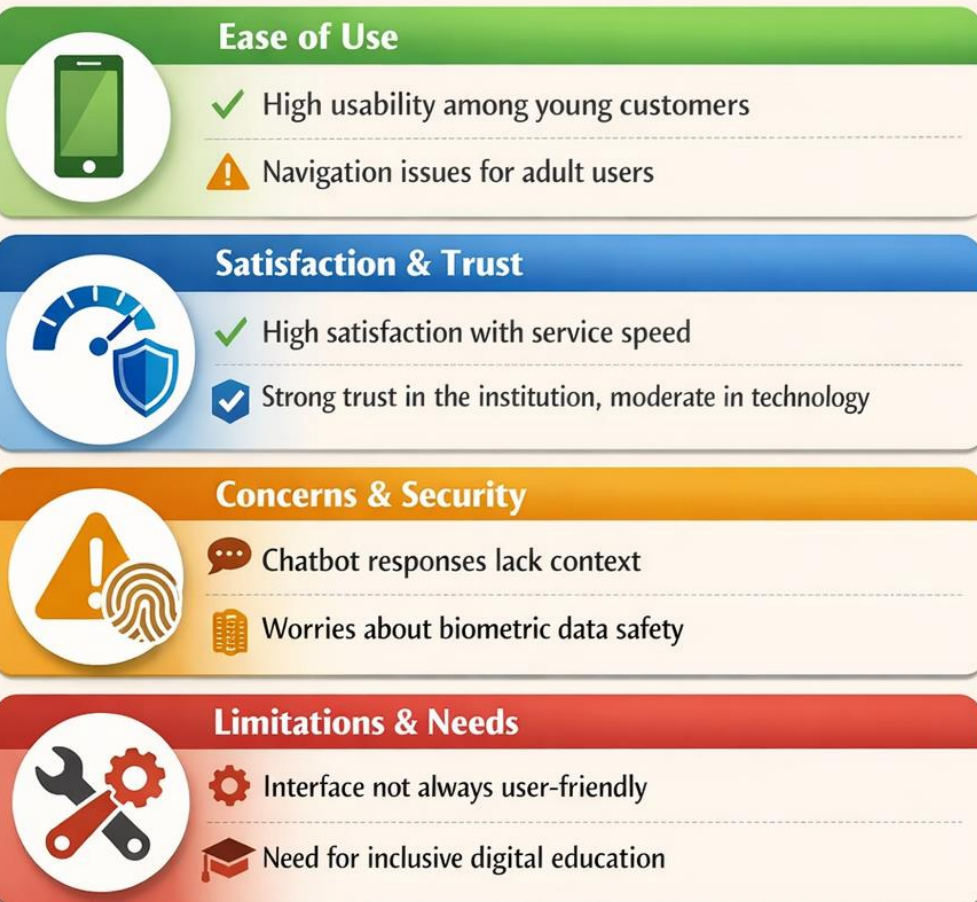 Ease of Use
High usability among young customers
Navigation issues for adult users
Satisfaction & Trust
High satisfaction with service speed
Strong trust in the institution, moderate in technology
Concerns & Security
Chatbot responses lack context
Worries about biometric data safety
Limitations & Needs
Interface not always user-friendly
Need for inclusive digital education